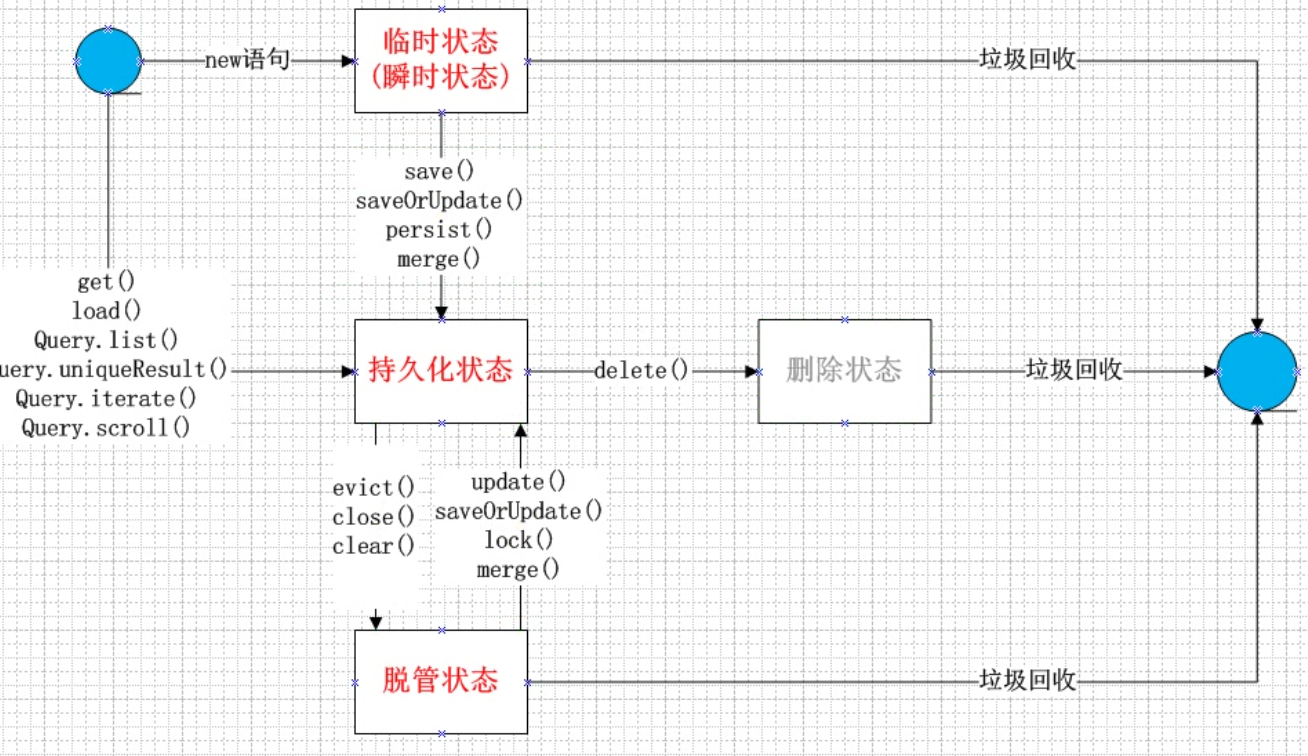 new语句
临时状态
(瞬时状态)
垃圾回收
save()
saveOrUpdate()
persist()
merge()
get()
load()
Query.list()
uery.uniqueResult()
Query.iterate()
Query.scroll()
持久化状态
delete()
删除状态
垃圾回收
evict()
close()
clear()
update()
saveOrUpdate()
lock()
merge()
脱管状态
垃圾回收